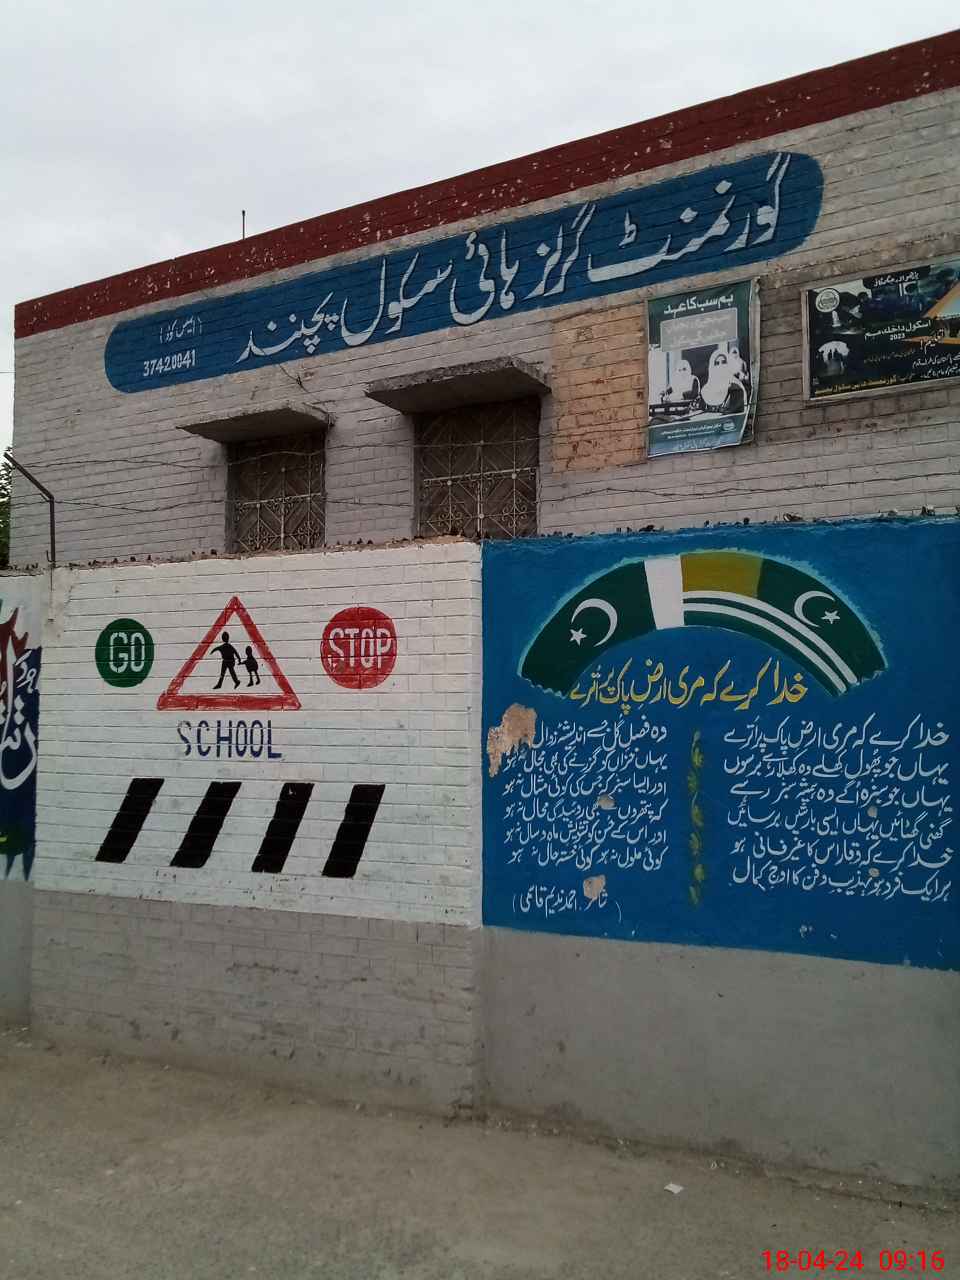 گورنمنٹ گرلز ہائی سکول پچنند
(ایمس کوڈ)
37420041
ہم سب کا عہد
اسکول داخلہ مہم
2023
GO
STOP
SCHOOL
خدا کرے کہ مری ارض پاک پر اُترے
خدا کرے کہ مری ارض پاک پر اُترے
وہ فصل گل جسے اندیشۂ زوال نہ ہو
یہاں جو پھول کھلے وہ کھلا رہے برسوں
یہاں خزاں کو گزرنے کی بھی مجال نہ ہو
یہاں جو سبزہ اُگے وہ ہمیشہ سبز رہے
اور ایسا سبز کہ جس کی کوئی مثال نہ ہو
گھنی گھٹائیں یہاں ایسی بارشیں برسائیں
کہ پتھروں سے بھی روئیدگی محال نہ ہو
خدا کرے کہ وقار اس کا غیر فانی ہو
اور اس کے حسن کو تشویش ماہ و سال نہ ہو
ہر ایک فرد ہو تہذیب و فن کا اوج کمال
کوئی ملول نہ ہو کوئی خستہ حال نہ ہو
(شاعر۔ احمد ندیم قاسمی)
18-04-24 09:16